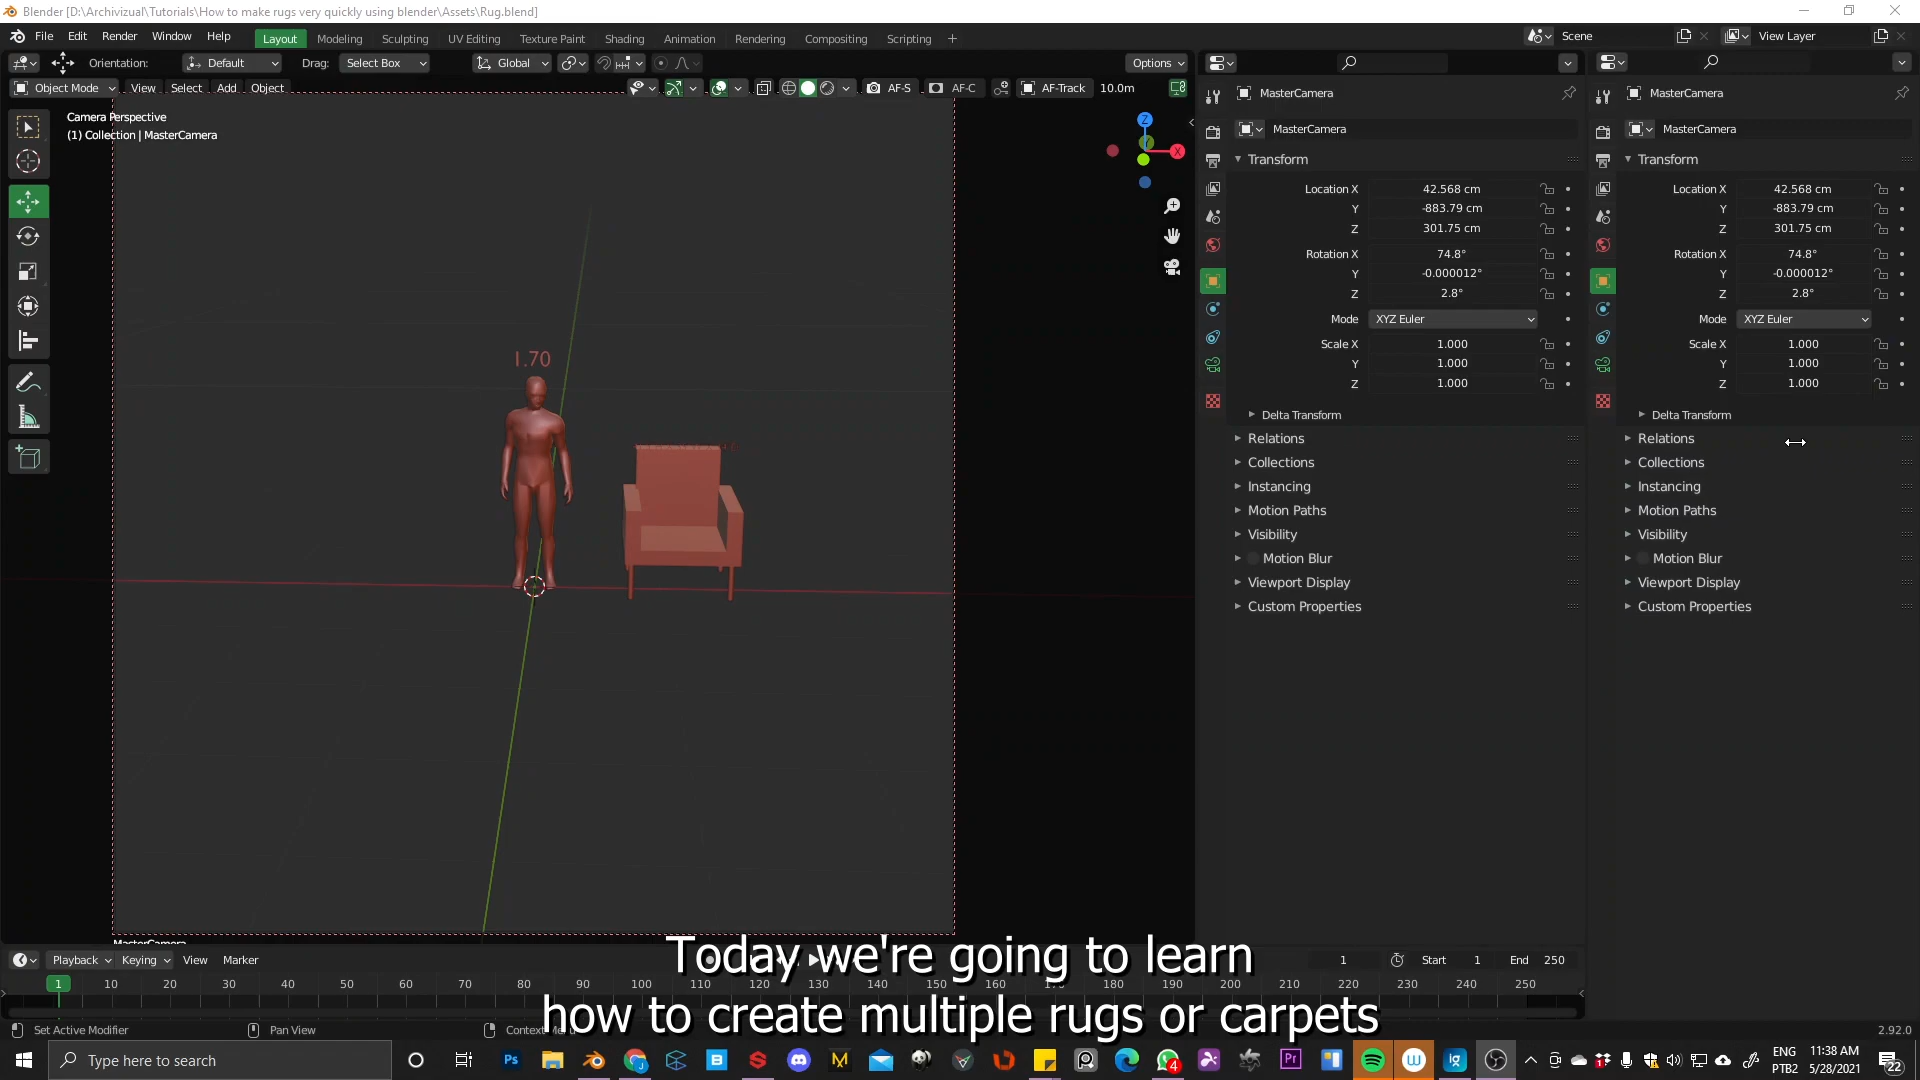 Blender [D:\Archivizual\Tutorials\How to make rugs very quickly using blender\Assets\Rug.blend]
File Edit Render Window Help Layout Modeling Sculpting UV Editing Texture Paint Shading Animation Rendering Compositing Scripting + Scene View Layer
Orientation: Default Drag: Select Box Global Options
Object Mode View Select Add Object AF-S AF-C AF-Track 10.0m
Camera Perspective
(1) Collection | MasterCamera
Z
X
1.70
MasterCamera
MasterCamera
Transform
Location X 42.568 cm
Y -883.79 cm
Z 301.75 cm
Rotation X 74.8°
Y -0.000012°
Z 2.8°
Mode XYZ Euler
Scale X 1.000
Y 1.000
Z 1.000
Delta Transform
Relations
Collections
Instancing
Motion Paths
Visibility
Motion Blur
Viewport Display
Custom Properties
MasterCamera
MasterCamera
Transform
Location X 42.568 cm
Y -883.79 cm
Z 301.75 cm
Rotation X 74.8°
Y -0.000012°
Z 2.8°
Mode XYZ Euler
Scale X 1.000
Y 1.000
Z 1.000
Delta Transform
Relations
Collections
Instancing
Motion Paths
Visibility
Motion Blur
Viewport Display
Custom Properties
MasterCamera
Playback Keying View Marker 1 Start 1 End 250
Today we're going to learn
1 10 20 30 40 50 60 70 80 90 100 110 120 130 140 150 160 170 180 190 200 210 220 230 240 250
how to create multiple rugs or carpets
Set Active Modifier Pan View 2.92.0
Type here to search
Ps
M
4
Pr
W
ig
ENG
PTB2
11:38 AM
5/28/2021
22